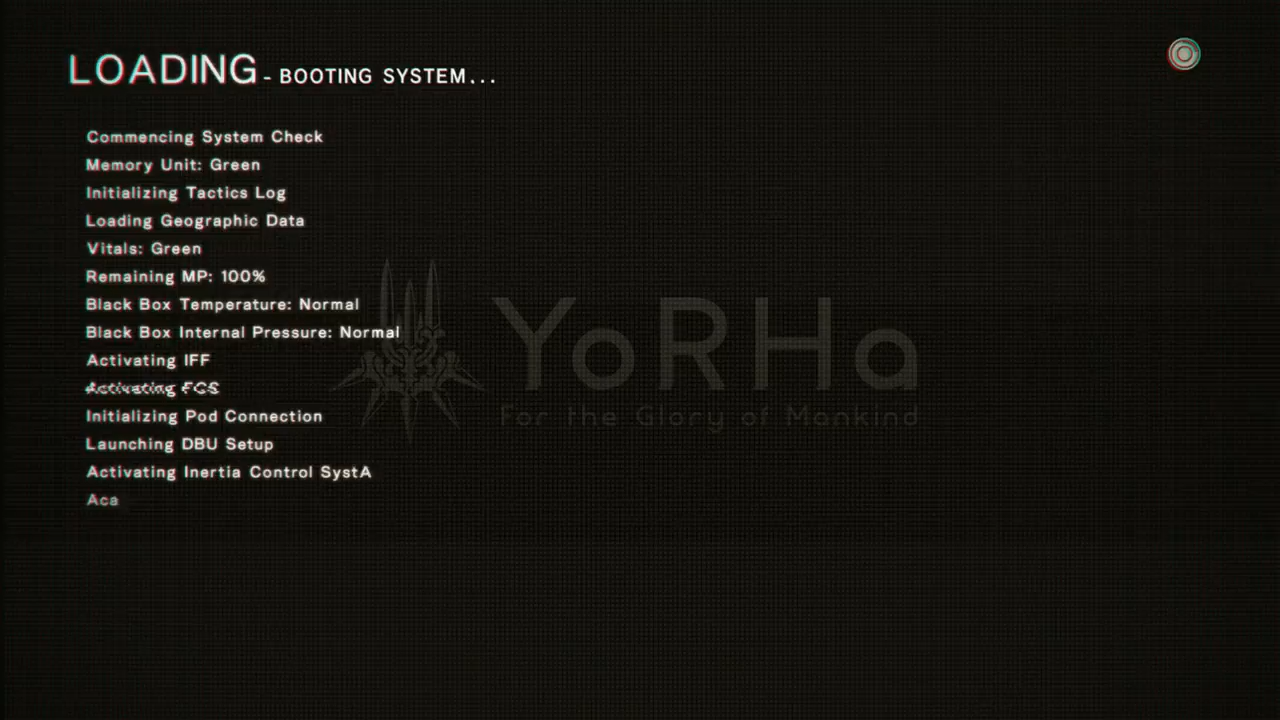 LOADING - BOOTING SYSTEM...
Commencing System Check
Memory Unit: Green
Initializing Tactics Log
Loading Geographic Data
Vitals: Green
Remaining MP: 100%
Black Box Temperature: Normal
Black Box Internal Pressure: Normal
Activating IFF
Activating FCS
Initializing Pod Connection
Launching DBU Setup
Activating Inertia Control SystA
Aca
YoRHa
For the Glory of Mankind